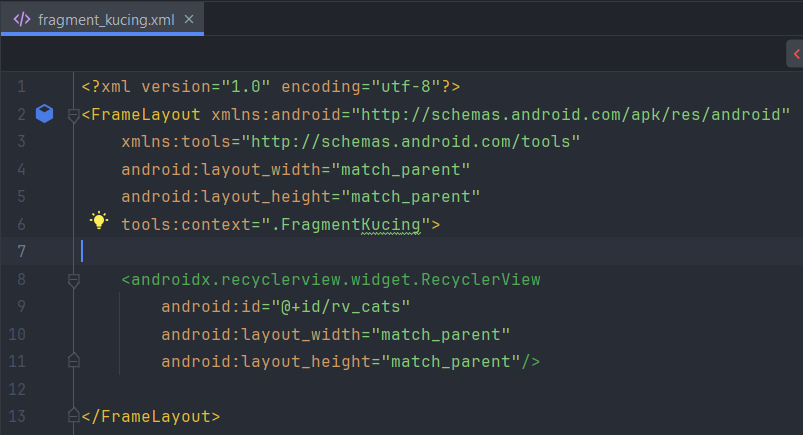 fragment_kucing.xml
1 <?xml version="1.0" encoding="utf-8"?>
2 <FrameLayout xmlns:android="http://schemas.android.com/apk/res/android"
3 xmlns:tools="http://schemas.android.com/tools"
4 android:layout_width="match_parent"
5 android:layout_height="match_parent"
6 tools:context=".FragmentKucing">
7
8 <androidx.recyclerview.widget.RecyclerView
9 android:id="@+id/rv_cats"
10 android:layout_width="match_parent"
11 android:layout_height="match_parent"/>
12
13 </FrameLayout>